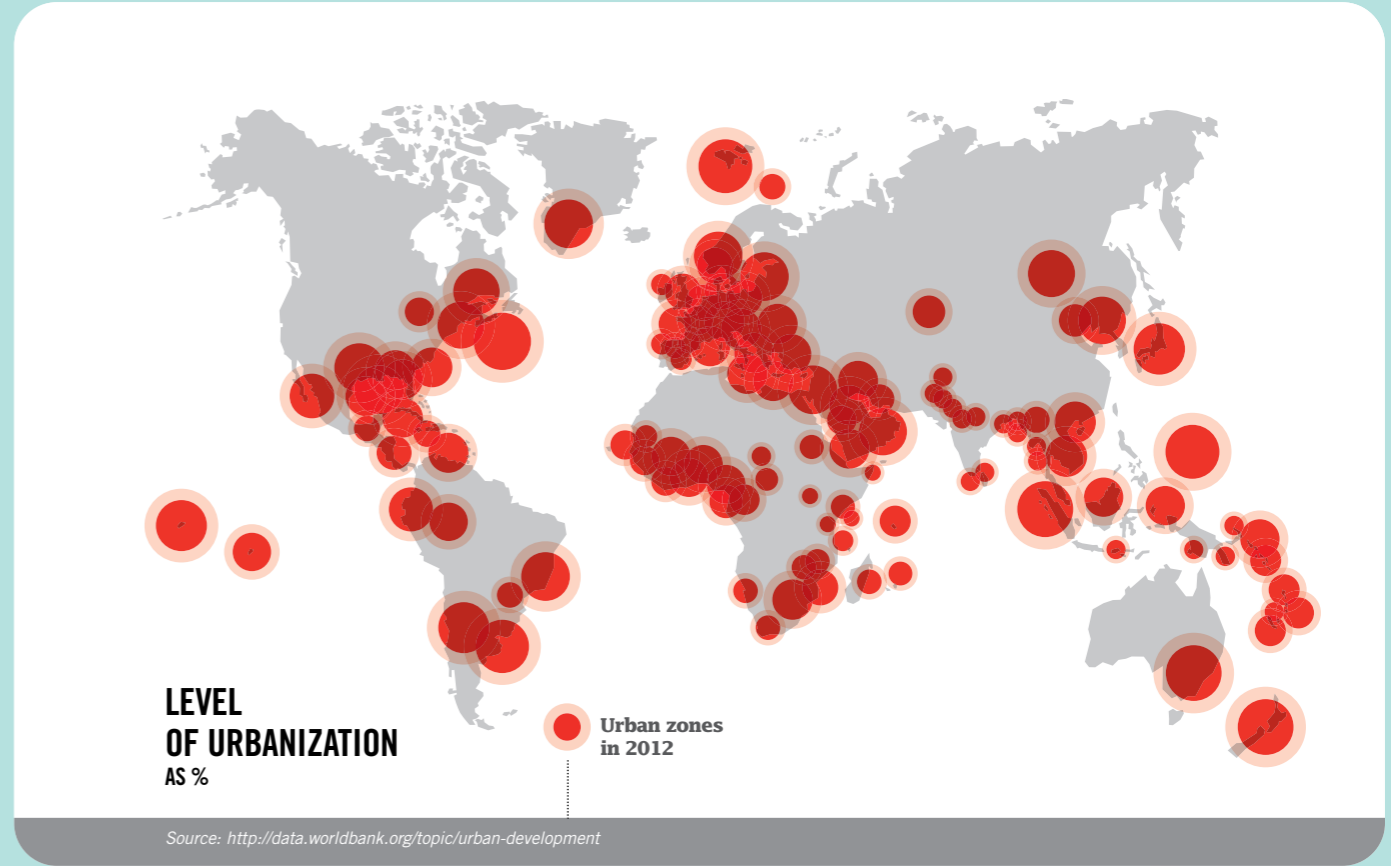 LEVEL
OF URBANIZATION
AS %
Urban zones
in 2012
Source: http://data.worldbank.org/topic/urban-development